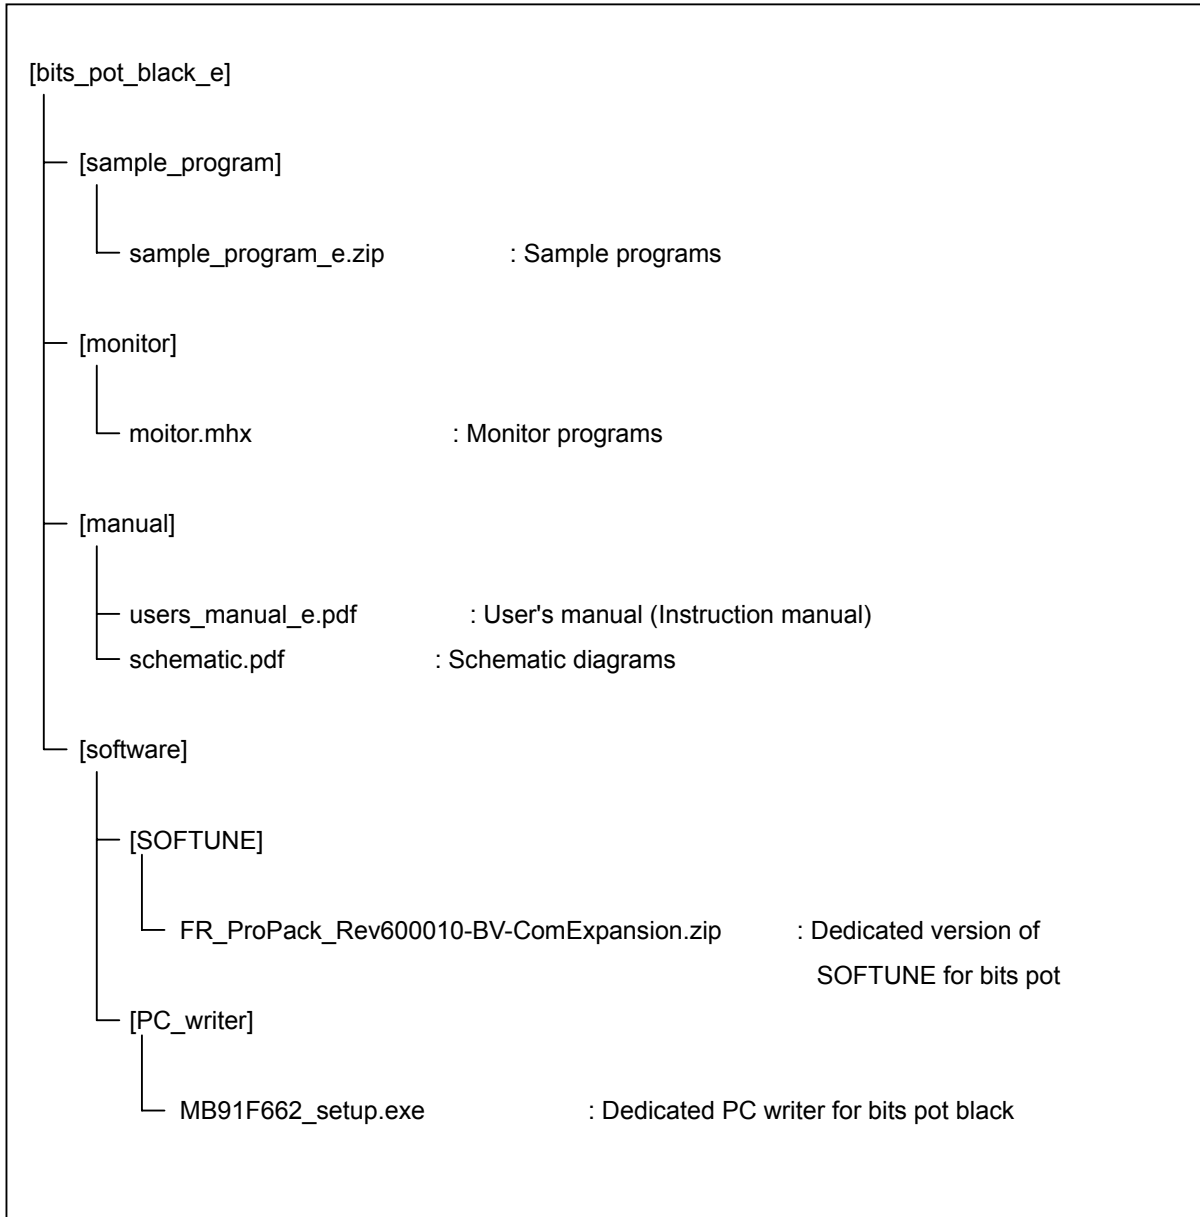 [bits_pot_black_e]
[sample_program]
sample_program_e.zip : Sample programs
[monitor]
moitor.mhx : Monitor programs
[manual]
users_manual_e.pdf : User's manual (Instruction manual)
schematic.pdf : Schematic diagrams
[software]
[SOFTUNE]
FR_ProPack_Rev600010-BV-ComExpansion.zip : Dedicated version of
SOFTUNE for bits pot
[PC_writer]
MB91F662_setup.exe : Dedicated PC writer for bits pot black